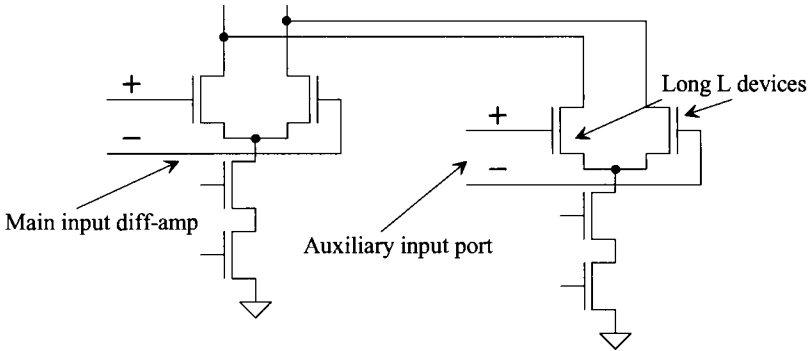 Long L devices
+
+
−
−
Main input diff-amp
Auxiliary input port